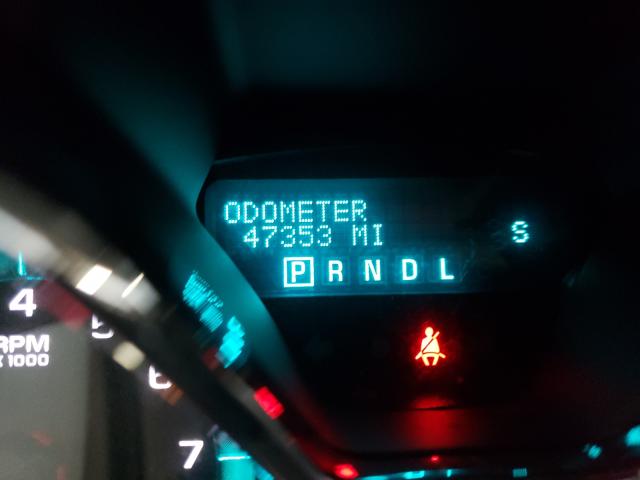 ODOMETER
47353 MI
S
P R N D L
4
5
RPM
X 1000
6
7